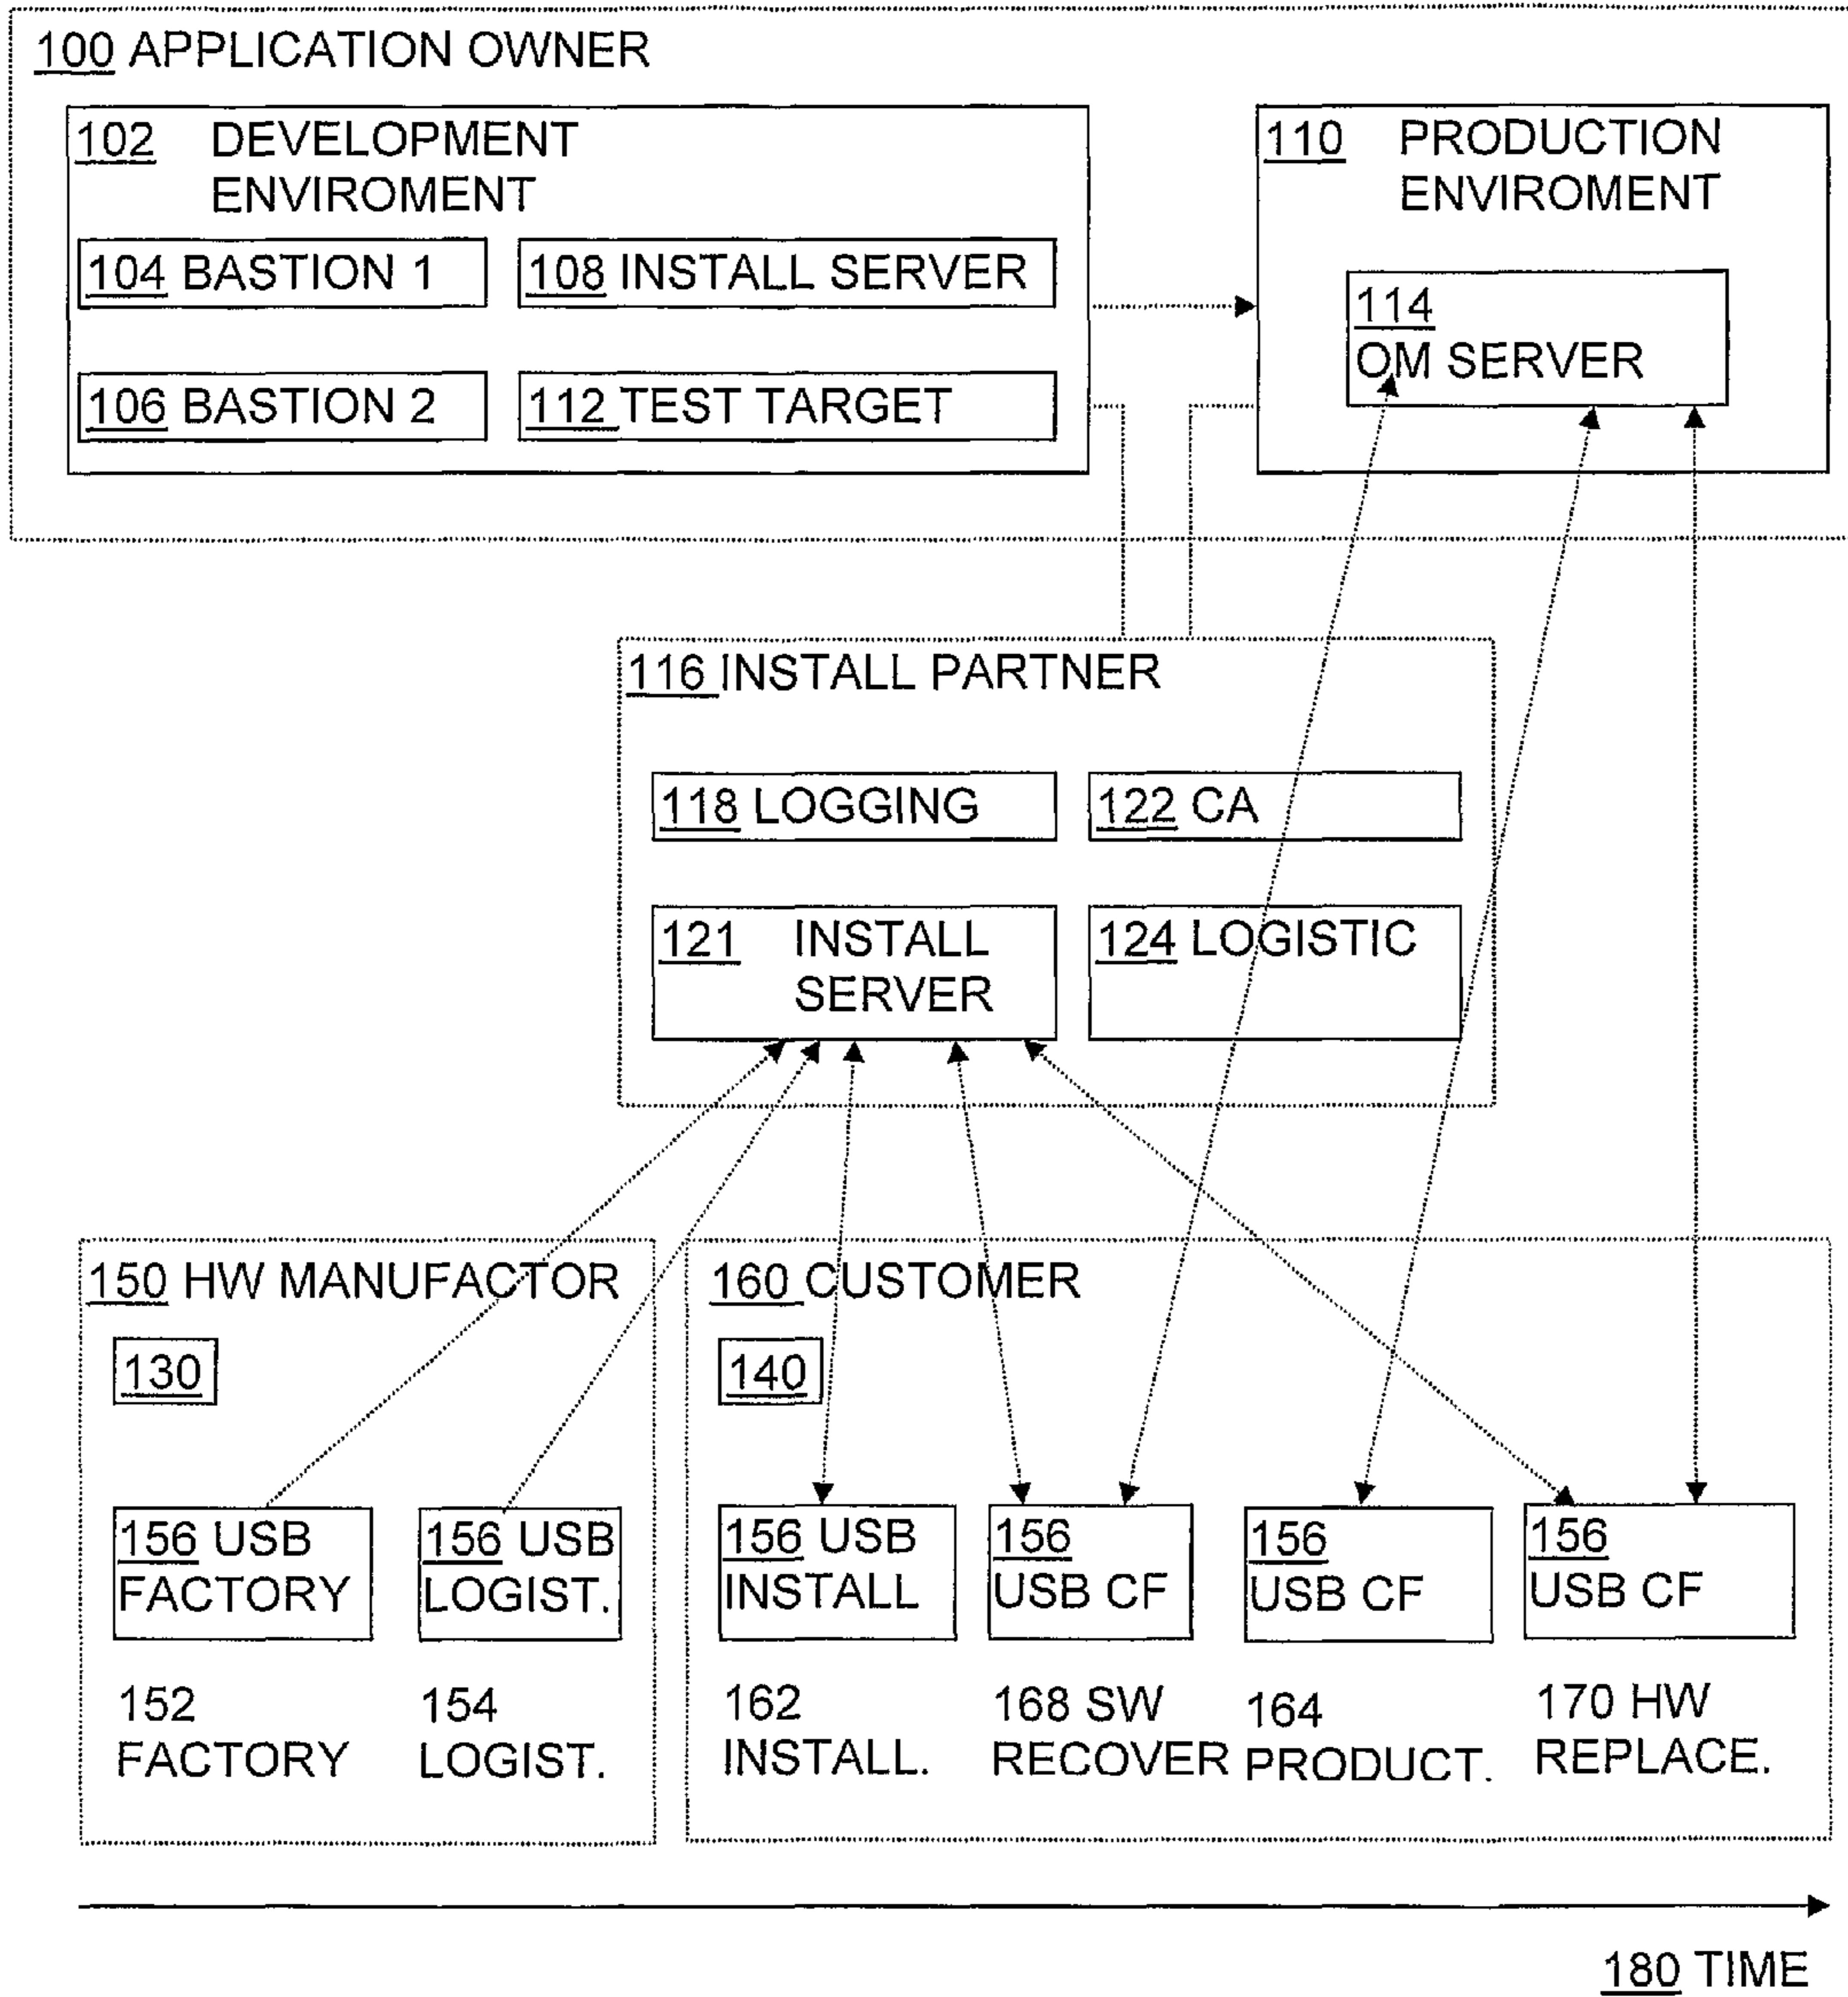 100 APPLICATION OWNER
102 DEVELOPMENT
ENVIROMENT
104 BASTION 1
108 INSTALL SERVER
106 BASTION 2
112 TEST TARGET
110 PRODUCTION
ENVIROMENT
114
OM SERVER
116 INSTALL PARTNER
118 LOGGING
122 CA
121 INSTALL
SERVER
124 LOGISTIC
150 HW MANUFACTOR
130
156 USB
FACTORY
156 USB
LOGIST.
152
FACTORY
154
LOGIST.
160 CUSTOMER
140
156 USB
INSTALL
156
USB CF
156
USB CF
156
USB CF
162
INSTALL.
168 SW
RECOVER
164
PRODUCT.
170 HW
REPLACE.
180 TIME